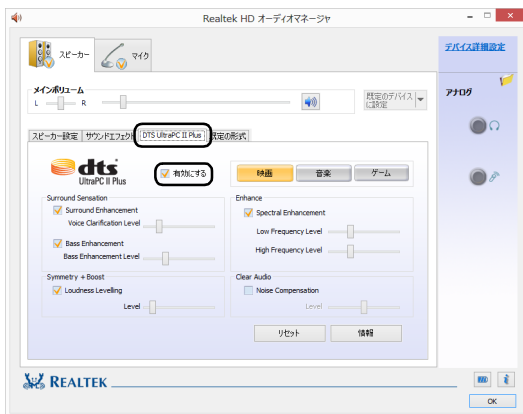 Realtek HD オーディオマネージャ
スピーカー
マイク
デバイス詳細設定
メインボリューム
L
R
既定のデバイス
に設定
アナログ
スピーカー設定
サウンドエフェクト
DTS UltraPC II Plus
既定の形式
dts
UltraPC II Plus
有効にする
映画
音楽
ゲーム
Surround Sensation
Surround Enhancement
Voice Clarification Level
Bass Enhancement
Bass Enhancement Level
Enhance
Spectral Enhancement
Low Frequency Level
High Frequency Level
Symmetry + Boost
Loudness Levelling
Level
Clear Audio
Noise Compensation
Level
リセット
情報
REALTEK
OK